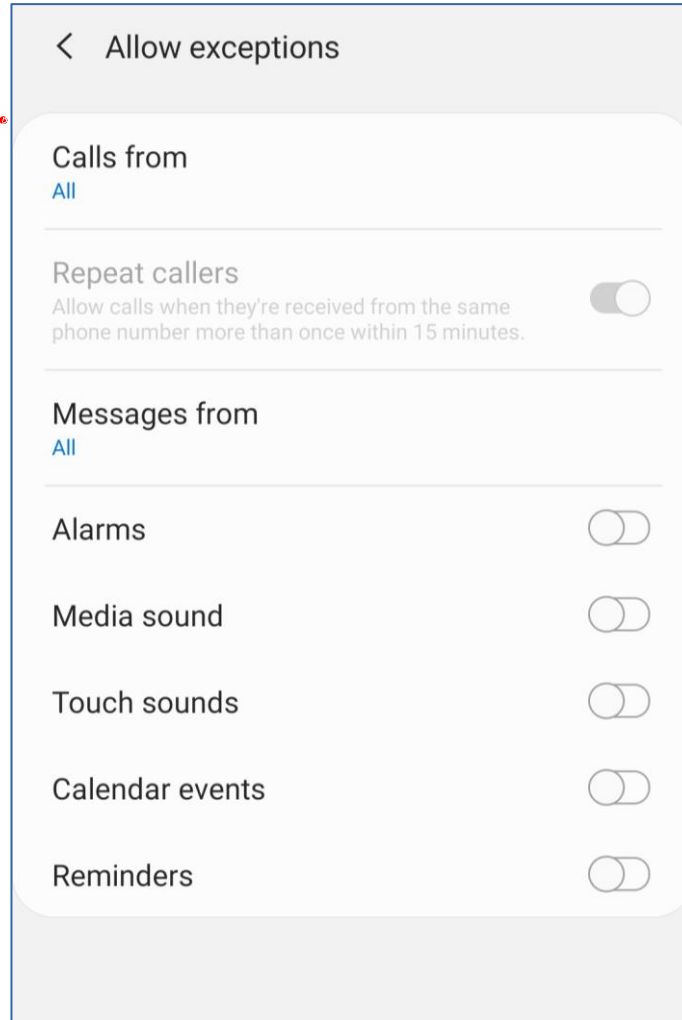 Allow exceptions
Calls from
All
Repeat callers
Allow calls when they're received from the same
phone number more than once within 15 minutes.
Messages from
All
Alarms
Media sound
Touch sounds
Calendar events
Reminders